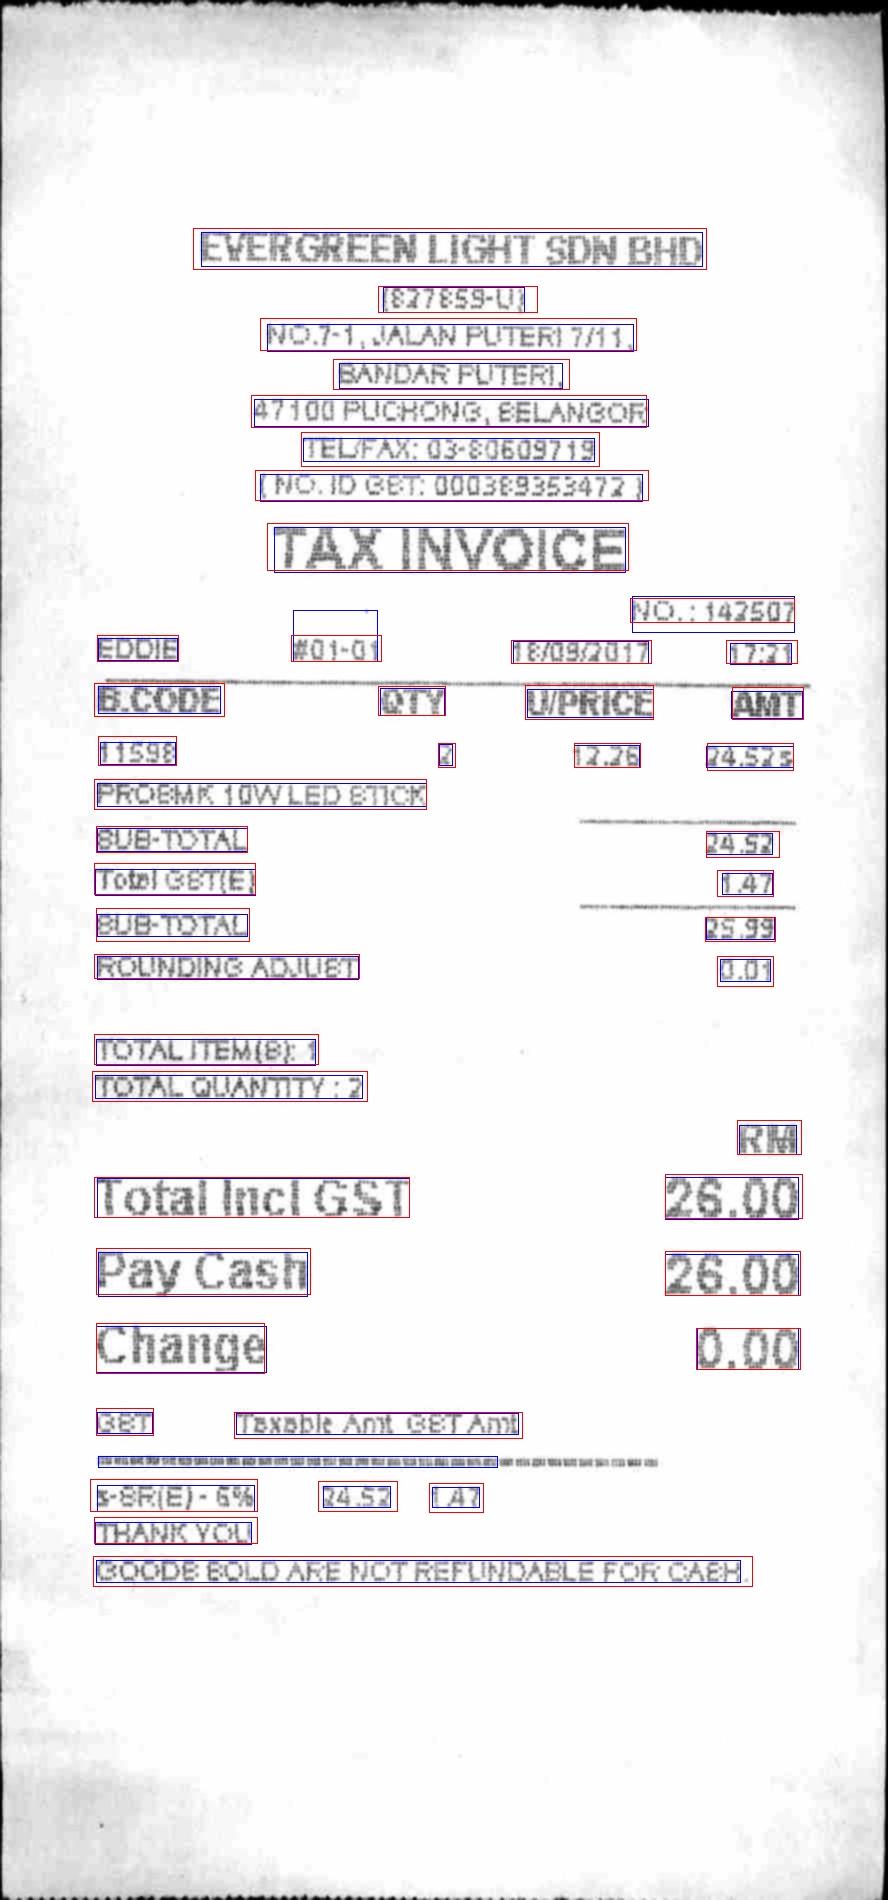 EVERGREEN LIGHT SDN BHD
(827859-U)
NO.7-1, JALAN PUTERI 7/11,
BANDAR PUTERI,
47100 PUCHONG, SELANGOR
TEL/FAX: 03-80609719
( NO. ID GST: 000389353472 )
TAX INVOICE
NO.: 142507
EDDIE #01-01 18/09/2017 17:21
B.CODE QTY U/PRICE AMT
11598 2 12.26 24.52s
PROSMK 10W LED STICK
SUB-TOTAL 24.52
Total GST(E) 1.47
SUB-TOTAL 25.99
ROUNDING ADJUST 0.01
TOTAL ITEM(S): 1
TOTAL QUANTITY : 2
RM
Total Incl GST 26.00
Pay Cash 26.00
Change 0.00
GST Taxable Amt GST Amt
s-SR(E) - 6% 24.52 1.47
THANK YOU
GOODS SOLD ARE NOT REFUNDABLE FOR CASH.